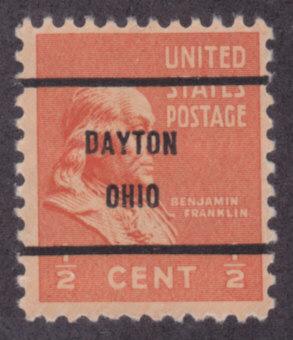 UNITED
STATES
POSTAGE
DAYTON
OHIO
BENJAMIN
FRANKLIN
1/2 CENT 1/2